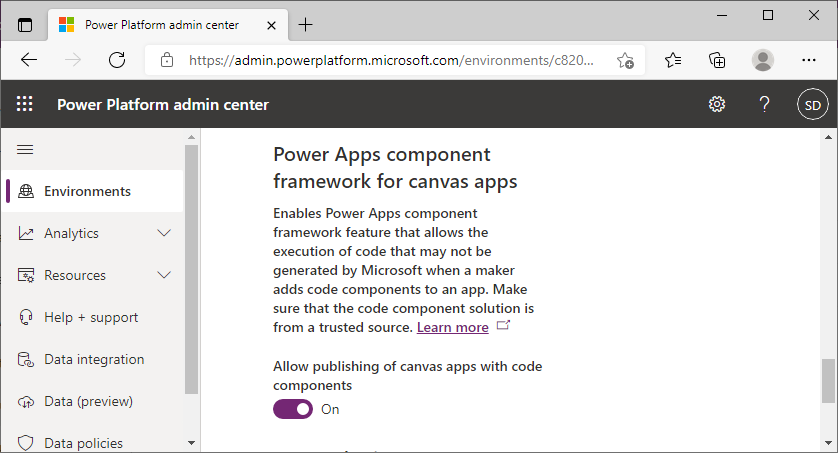 Power Platform admin center
https://admin.powerplatform.microsoft.com/environments/c820...
Power Platform admin center
?
SD
Environments
Analytics
Resources
Help + support
Data integration
Data (preview)
Data policies
Power Apps component
framework for canvas apps
Enables Power Apps component
framework feature that allows the
execution of code that may not be
generated by Microsoft when a maker
adds code components to an app. Make
sure that the code component solution is
from a trusted source. Learn more
Allow publishing of canvas apps with code
components
On